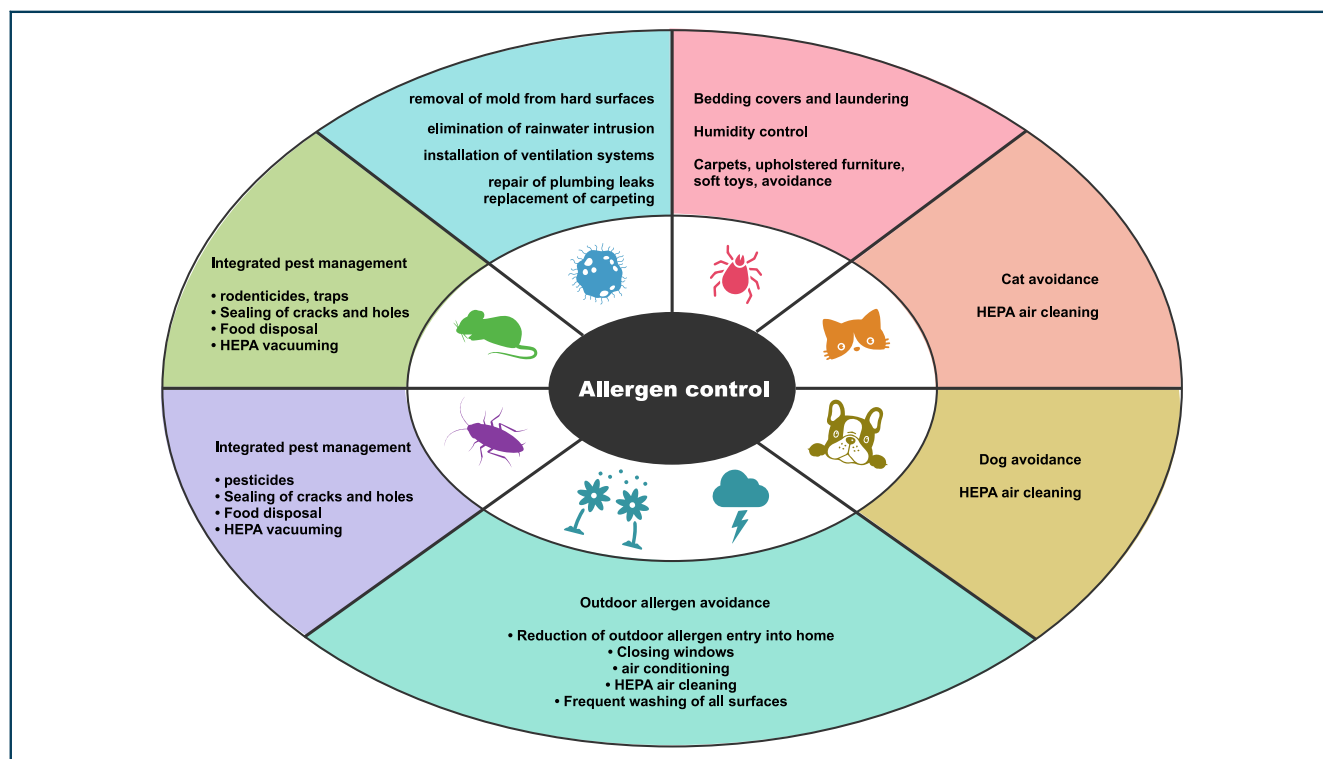 removal of mold from hard surfaces
elimination of rainwater intrusion
installation of ventilation systems
repair of plumbing leaks
replacement of carpeting
Bedding covers and laundering
Humidity control
Carpets, upholstered furniture,
soft toys, avoidance
Integrated pest management
• rodenticides, traps
• Sealing of cracks and holes
• Food disposal
• HEPA vacuuming
Cat avoidance
HEPA air cleaning
Allergen control
Integrated pest management
• pesticides
• Sealing of cracks and holes
• Food disposal
• HEPA vacuuming
Dog avoidance
HEPA air cleaning
Outdoor allergen avoidance
• Reduction of outdoor allergen entry into home
• Closing windows
• air conditioning
• HEPA air cleaning
• Frequent washing of all surfaces